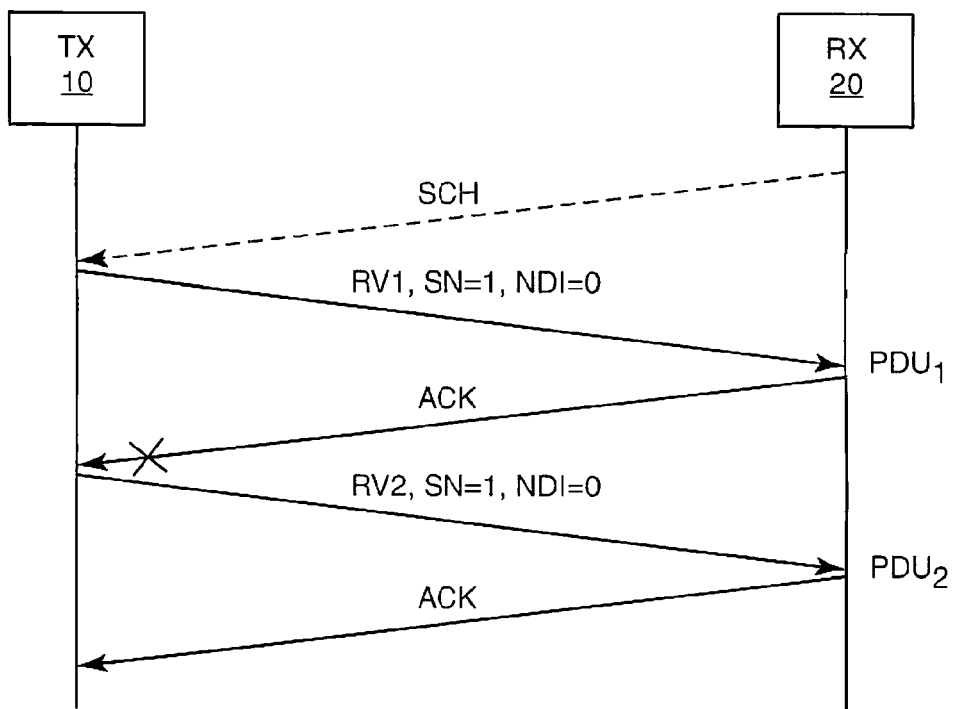 TX
10
RX
20
SCH
RV1, SN=1, NDI=0
PDU1
ACK
RV2, SN=1, NDI=0
PDU2
ACK